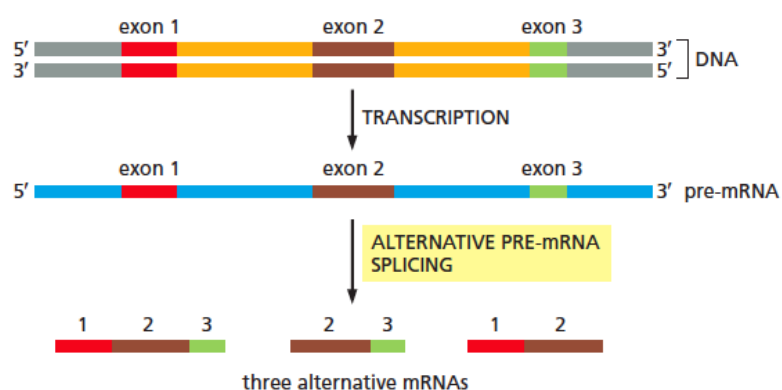 exon 1 exon 2 exon 3
5′ 3′
3′ 5′
DNA
TRANSCRIPTION
exon 1 exon 2 exon 3
5′ 3′ pre-mRNA
ALTERNATIVE PRE-mRNA
SPLICING
1 2 3 2 3 1 2
three alternative mRNAs